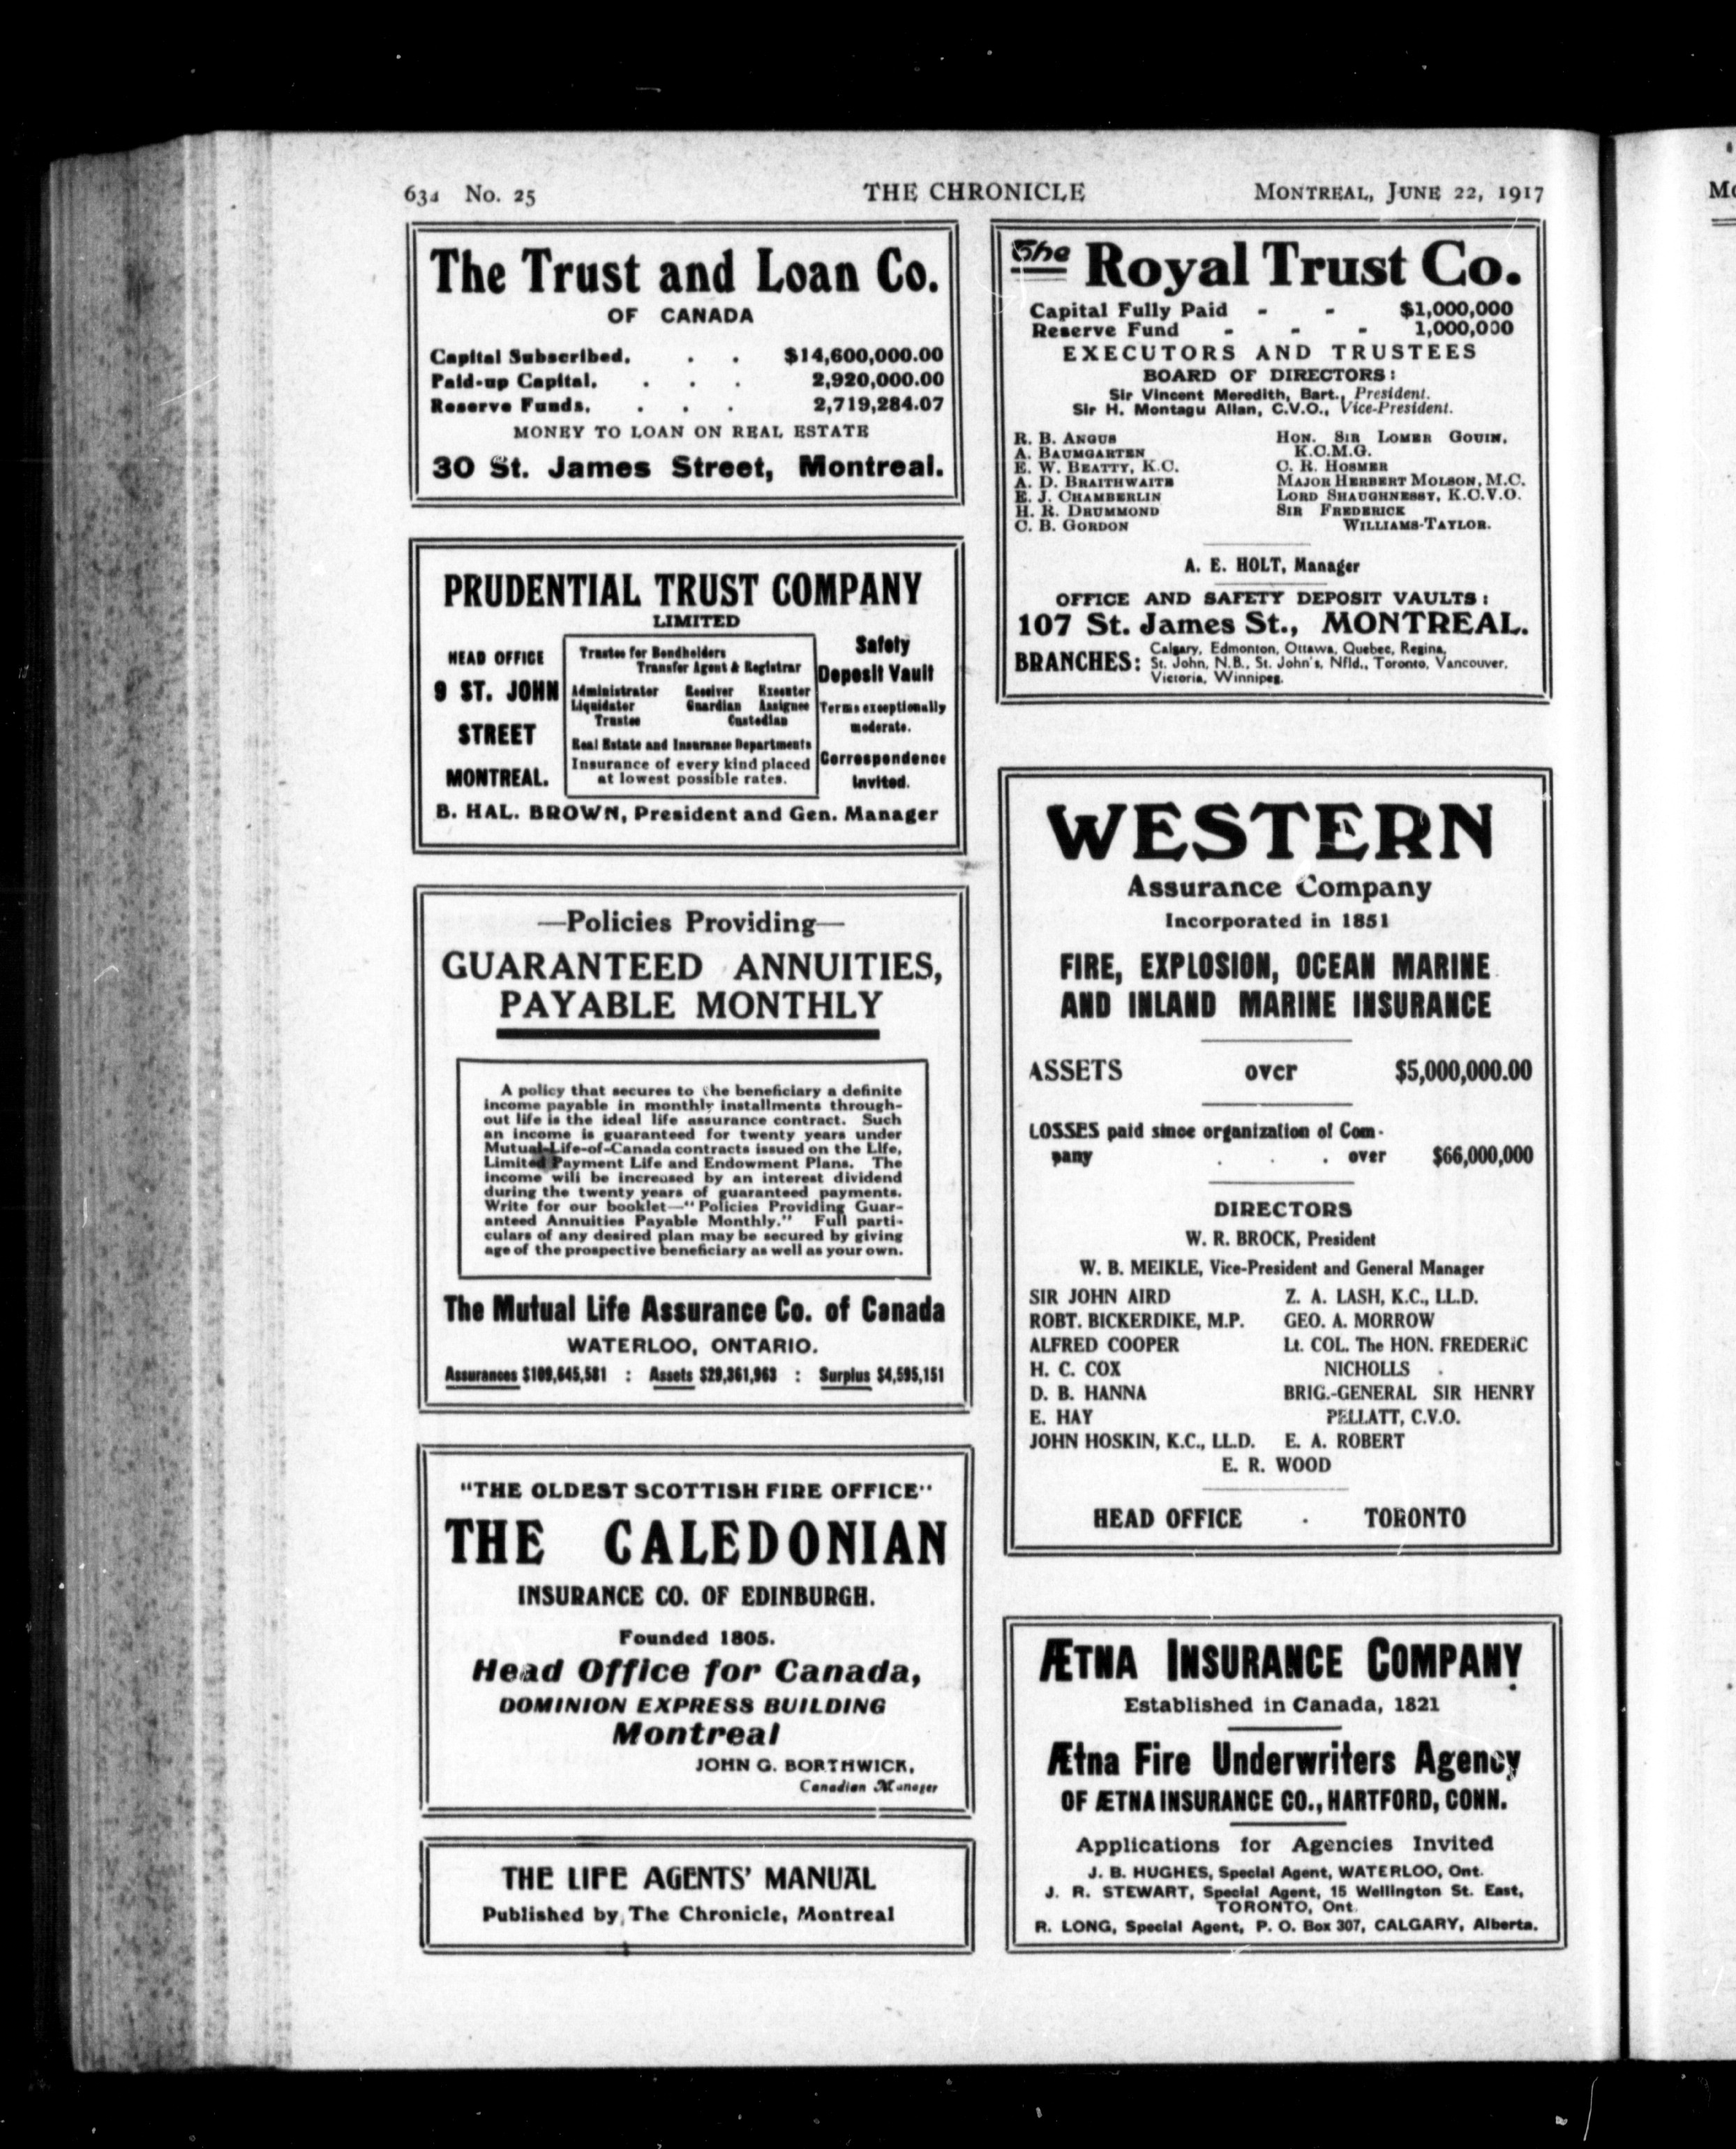 634 No. 25 THE CHRONICLE MONTREAL, JUNE 22, 1917
The Trust and Loan Co.
OF CANADA
Capital Subscribed, . . $14,600,000.00
Paid-up Capital, . . . 2,920,000.00
Reserve Funds, . . . 2,719,284.07
MONEY TO LOAN ON REAL ESTATE
30 St. James Street, Montreal.
PRUDENTIAL TRUST COMPANY
LIMITED
HEAD OFFICE
9 ST. JOHN
STREET
MONTREAL.
Trustee for Bondholders
Transfer Agent & Registrar
Administrator Receiver Executor
Liquidator Guardian Assignee
Trustee Custodian
Real Estate and Insurance Departments
Insurance of every kind placed
at lowest possible rates.
Safety
Deposit Vault
Terms exceptionally
moderate.
Correspondence
invited.
B. HAL. BROWN, President and Gen. Manager
—Policies Providing—
GUARANTEED ANNUITIES,
PAYABLE MONTHLY
A policy that secures to the beneficiary a definite
income payable in monthly installments through-
out life is the ideal life assurance contract. Such
an income is guaranteed for twenty years under
Mutual-Life-of-Canada contracts issued on the Life,
Limited Payment Life and Endowment Plans. The
income will be increased by an interest dividend
during the twenty years of guaranteed payments.
Write for our booklet—"Policies Providing Guar-
anteed Annuities Payable Monthly." Full parti-
culars of any desired plan may be secured by giving
age of the prospective beneficiary as well as your own.
The Mutual Life Assurance Co. of Canada
WATERLOO, ONTARIO.
Assurances $109,645,581 : Assets $29,361,963 : Surplus $4,595,151
"THE OLDEST SCOTTISH FIRE OFFICE"
THE CALEDONIAN
INSURANCE CO. OF EDINBURGH.
Founded 1805.
Head Office for Canada,
DOMINION EXPRESS BUILDING
Montreal
JOHN G. BORTHWICK,
Canadian Manager
THE LIFE AGENTS' MANUAL
Published by The Chronicle, Montreal
The Royal Trust Co.
Capital Fully Paid - - $1,000,000
Reserve Fund - - - 1,000,000
EXECUTORS AND TRUSTEES
BOARD OF DIRECTORS:
Sir Vincent Meredith, Bart., President.
Sir H. Montagu Allan, C.V.O., Vice-President.
R. B. ANGUS
A. BAUMGARTEN
E. W. BEATTY, K.C.
A. D. BRAITHWAITE
E. J. CHAMBERLIN
H. R. DRUMMOND
C. B. GORDON
HON. SIR LOMER GOUIN,
K.C.M.G.
C. R. HOSMER
MAJOR HERBERT MOLSON, M.C.
LORD SHAUGHNESSY, K.C.V.O.
SIR FREDERICK
WILLIAMS-TAYLOR.
A. E. HOLT, Manager
OFFICE AND SAFETY DEPOSIT VAULTS:
107 St. James St., MONTREAL.
BRANCHES: Calgary, Edmonton, Ottawa, Quebec, Regina,
St. John, N.B., St. John's, Nfld., Toronto, Vancouver,
Victoria, Winnipeg.
WESTERN
Assurance Company
Incorporated in 1851
FIRE, EXPLOSION, OCEAN MARINE
AND INLAND MARINE INSURANCE
ASSETS over $5,000,000.00
LOSSES paid since organization of Com-
pany . . . over $66,000,000
DIRECTORS
W. R. BROCK, President
W. B. MEIKLE, Vice-President and General Manager
SIR JOHN AIRD
ROBT. BICKERDIKE, M.P.
ALFRED COOPER
H. C. COX
D. B. HANNA
E. HAY
JOHN HOSKIN, K.C., LL.D.
Z. A. LASH, K.C., LL.D.
GEO. A. MORROW
Lt. COL. The HON. FREDERIC
NICHOLLS
BRIG.-GENERAL SIR HENRY
PELLATT, C.V.O.
E. A. ROBERT
E. R. WOOD
HEAD OFFICE . TORONTO
ÆTNA INSURANCE COMPANY
Established in Canada, 1821
Ætna Fire Underwriters Agency
OF ÆTNA INSURANCE CO., HARTFORD, CONN.
Applications for Agencies Invited
J. B. HUGHES, Special Agent, WATERLOO, Ont.
J. R. STEWART, Special Agent, 15 Wellington St. East,
TORONTO, Ont.
R. LONG, Special Agent, P. O. Box 307, CALGARY, Alberta.